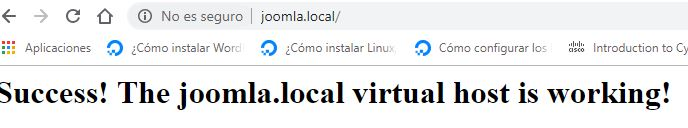 No es seguro | joomla.local/
Aplicaciones ¿Cómo instalar Word ¿Cómo instalar Linux, Cómo configurar los cisco Introduction to Cy
Success! The joomla.local virtual host is working!